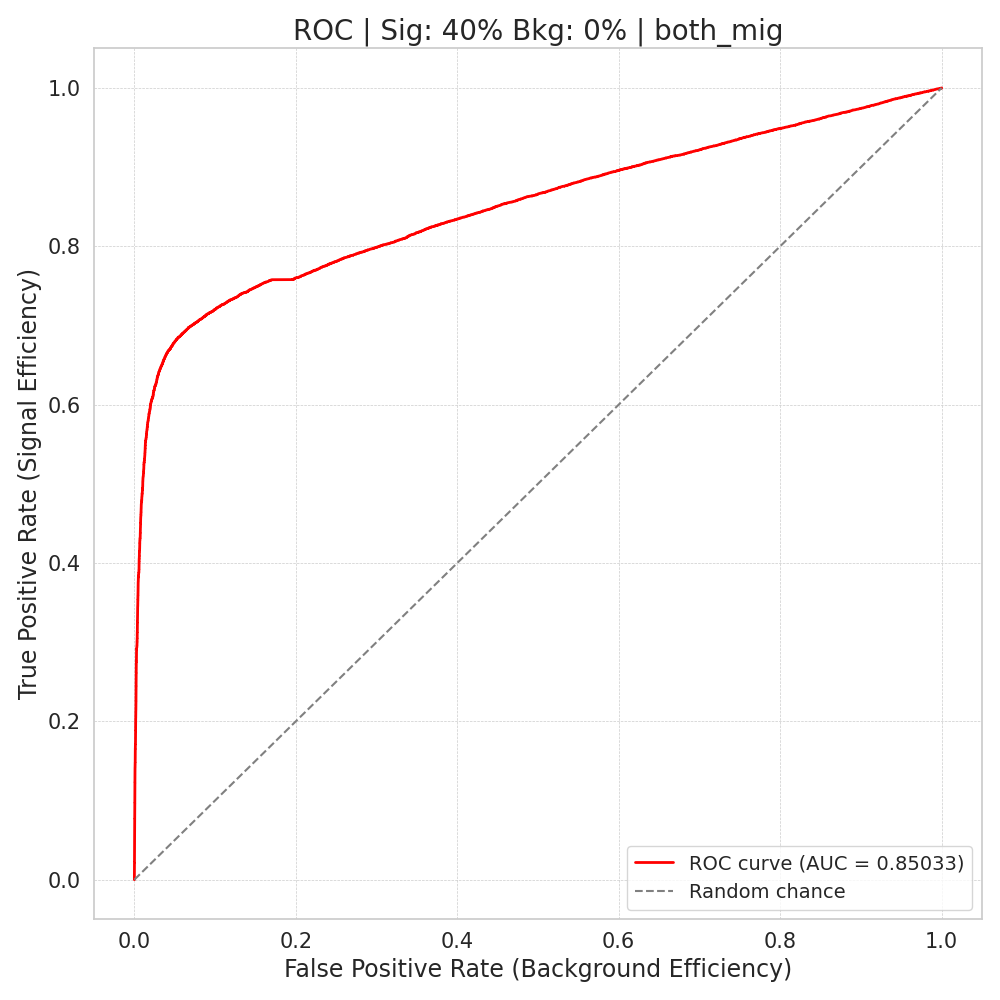 ROC | Sig: 40% Bkg: 0% | both_mig
True Positive Rate (Signal Efficiency)
1.0
0.8
0.6
0.4
0.2
0.0
ROC curve (AUC = 0.85033)
Random chance
0.0 0.2 0.4 0.6 0.8 1.0
False Positive Rate (Background Efficiency)